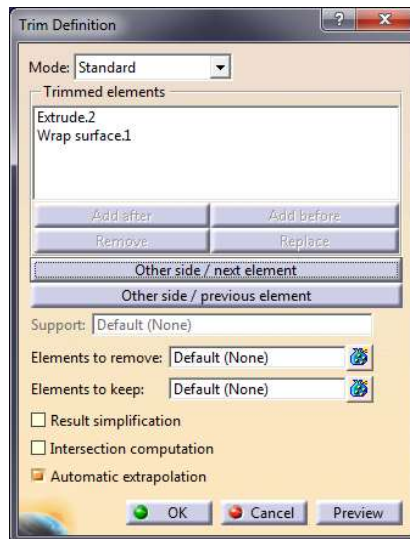 Trim Definition
?
Mode: Standard
Trimmed elements
Extrude.2
Wrap surface.1
Add after Add before
Remove Replace
Other side / next element
Other side / previous element
Support: Default (None)
Elements to remove: Default (None)
Elements to keep: Default (None)
Result simplification
Intersection computation
Automatic extrapolation
OK Cancel Preview